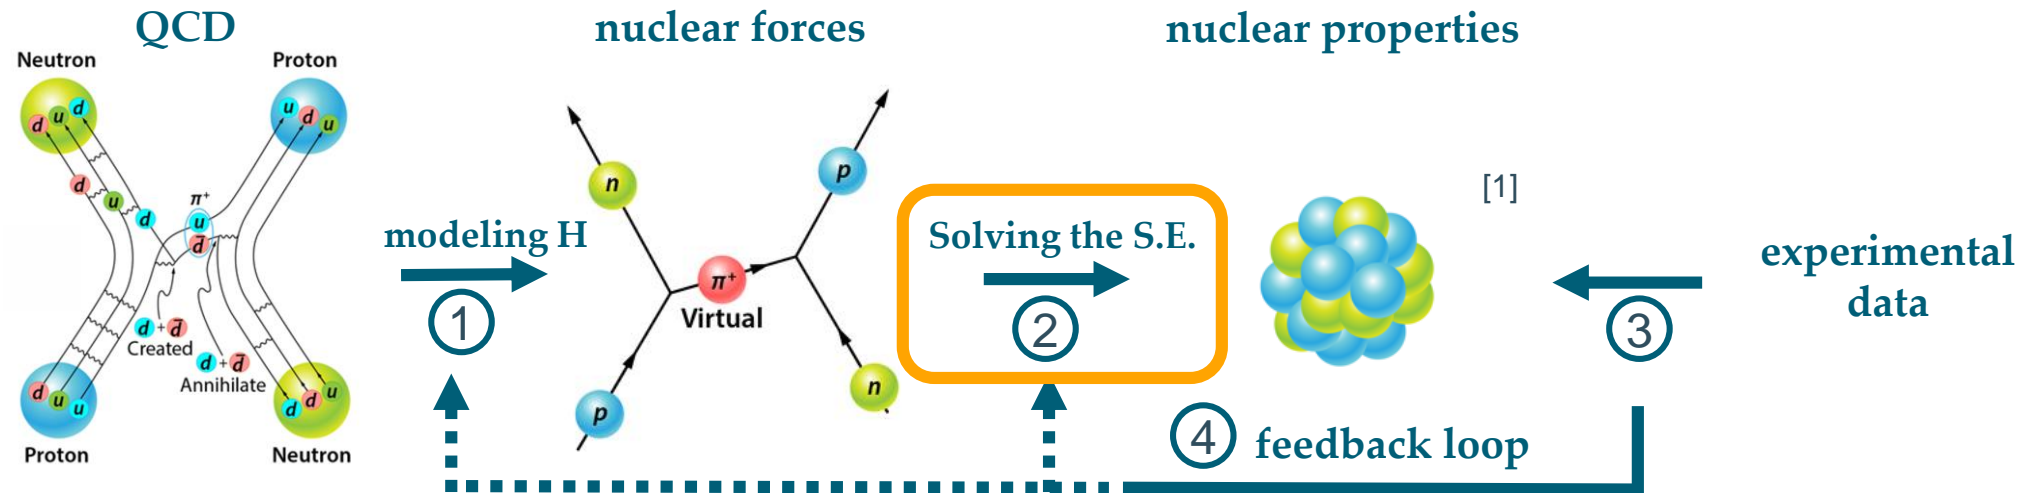 QCD
nuclear forces
nuclear properties
Neutron
Proton
d u d
u d u
d
u
d
π⁺
u
d̄
d + d̄
Created
d + d̄
Annihilate
d u u
d d u
Proton
Neutron
modeling H
1
n
p
π⁺
Virtual
p
n
Solving the S.E.
2
[1]
experimental
data
3
4 feedback loop